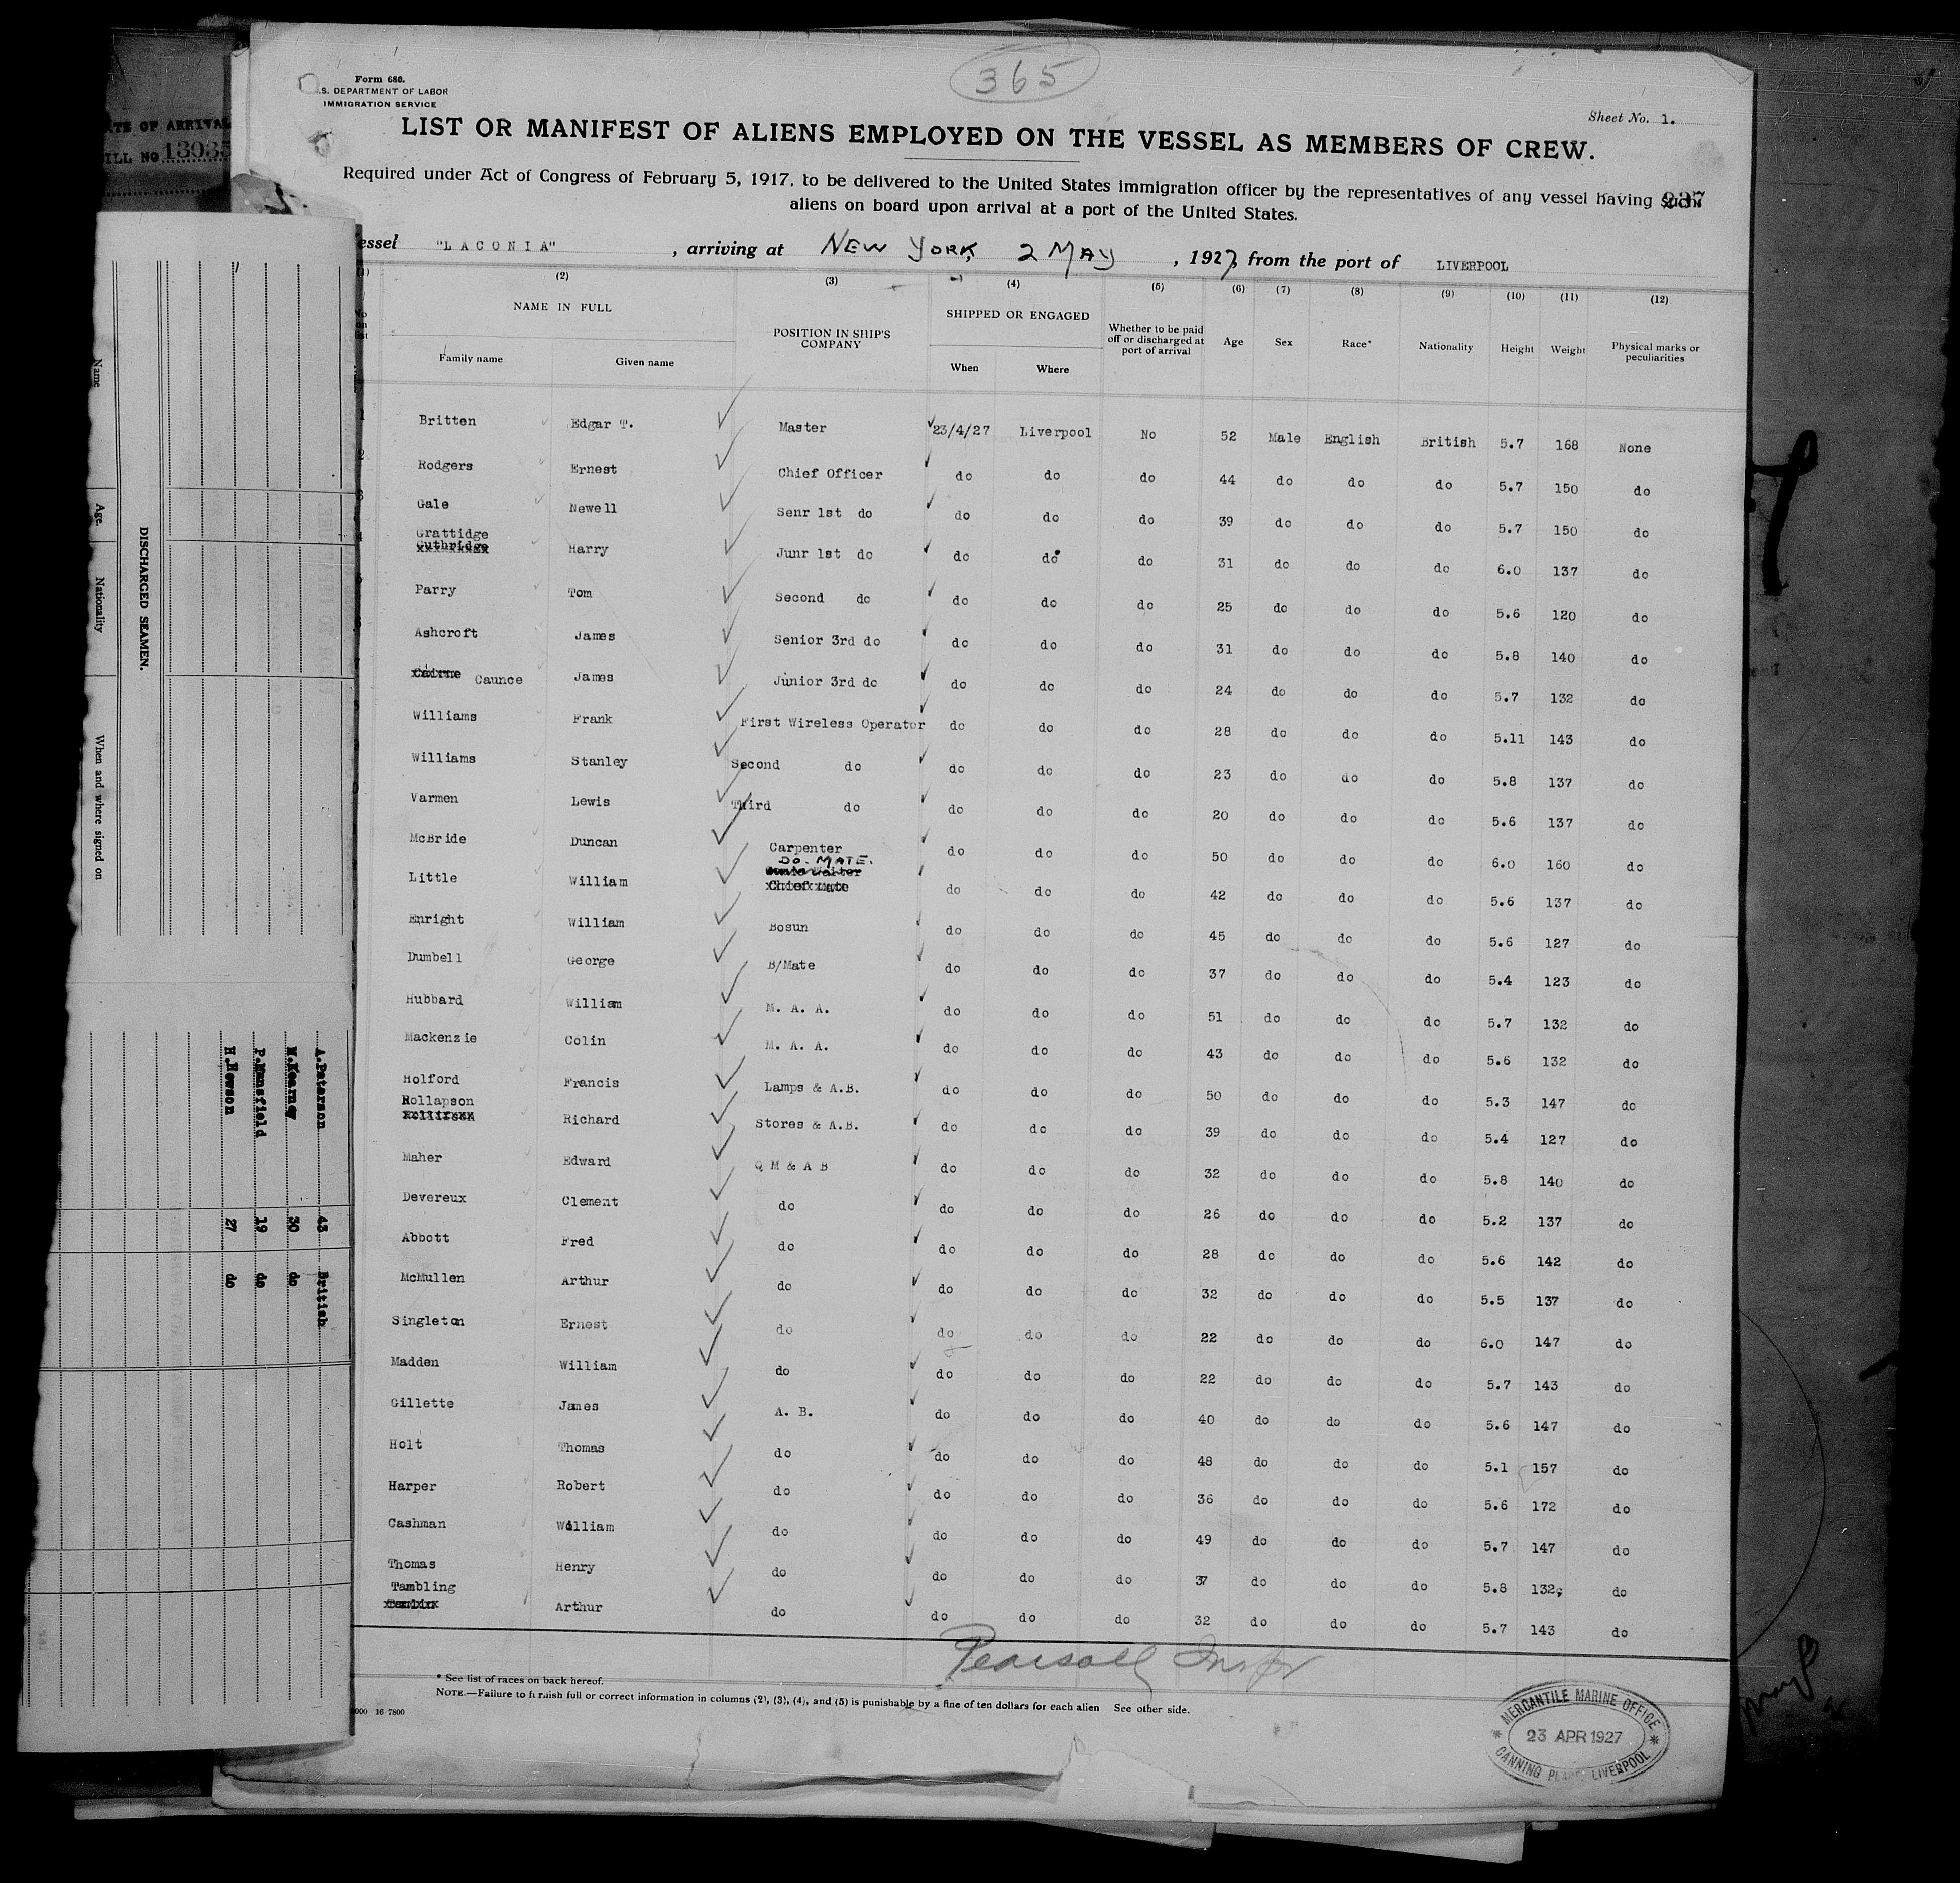 365
Form 680.
.S. DEPARTMENT OF LABOR
IMMIGRATION SERVICE
Sheet No. 1.
LIST OR MANIFEST OF ALIENS EMPLOYED ON THE VESSEL AS MEMBERS OF CREW.
Required under Act of Congress of February 5, 1917, to be delivered to the United States immigration officer by the representatives of any vessel having such
237
aliens on board upon arrival at a port of the United States.
essel "LACONIA" , arriving at NEW YORK 2 MAY , 1927, from the port of LIVERPOOL
(2) (3) (4) (5) (6) (7) (8) (9) (10) (11) (12)
NAME IN FULL
Family name Given name
POSITION IN SHIP'S COMPANY
SHIPPED OR ENGAGED
When Where
Whether to be paid off or discharged at port of arrival
Age Sex Race* Nationality Height Weight
Physical marks or peculiarities
Britten Edgar T. Master 23/4/27 Liverpool No 52 Male English British 5.7 168 None
Rodgers Ernest Chief Officer do do do 44 do do do 5.7 150 do
Gale Newell Senr 1st do do do do 39 do do do 5.7 150 do
Grattidge
Guthridge Harry Junr 1st do do do do 31 do do do 6.0 137 do
Parry Tom Second do do do do 25 do do do 5.6 120 do
Ashcroft James Senior 3rd do do do do 31 do do do 5.8 140 do
Caunce James Junior 3rd do do do do 24 do do do 5.7 132 do
Williams Frank First Wireless Operator do do do 28 do do do 5.11 143 do
Williams Stanley Second do do do do 23 do do do 5.8 137 do
Varmen Lewis Third do do do do 20 do do do 5.6 137 do
McBride Duncan Carpenter do do do 50 do do do 6.0 160 do
DO. MATE.
Little William Chief Mate do do do 42 do do do 5.6 137 do
Enright William Bosun do do do 45 do do do 5.6 127 do
Dumbell George B/Mate do do do 37 do do do 5.4 123 do
Hubbard William M. A. A. do do do 51 do do do 5.7 132 do
Mackenzie Colin M. A. A. do do do 43 do do do 5.6 132 do
Holford Francis Lamps & A.B. do do do 50 do do do 5.3 147 do
Rollapson
Richard Stores & A.B. do do do 39 do do do 5.4 127 do
Maher Edward Q M & A B do do do 32 do do do 5.8 140 do
Devereux Clement do do do do 26 do do do 5.2 137 do
Abbott Fred do do do do 28 do do do 5.6 142 do
McMullen Arthur do do do do 32 do do do 5.5 137 do
Singleton Ernest do do do do 22 do do do 6.0 147 do
Madden William do do do do 22 do do do 5.7 143 do
Gillette James A. B. do do do 40 do do do 5.6 147 do
Holt Thomas do do do do 48 do do do 5.1 157 do
Harper Robert do do do do 36 do do do 5.6 172 do
Cashman William do do do do 49 do do do 5.7 147 do
Thomas Henry do do do do 37 do do do 5.8 132 do
Tambling
Arthur do do do do 32 do do do 5.7 143 do
Pearsall Inspr
* See list of races on back hereof.
NOTE.—Failure to furnish full or correct information in columns (2), (3), (4), and (5) is punishable by a fine of ten dollars for each alien See other side.
16 7800
MERCANTILE MARINE OFFICE
23 APR 1927
CANNING PLACE LIVERPOOL
TE OF ARRIVAL
ILL NO 13935
DISCHARGED SEAMEN.
Name Age. Nationality When and where signed on
A.Paterson 43 British
M.Kearney 30 do
P.Mansfield 19 do
H.Hewson 27 do